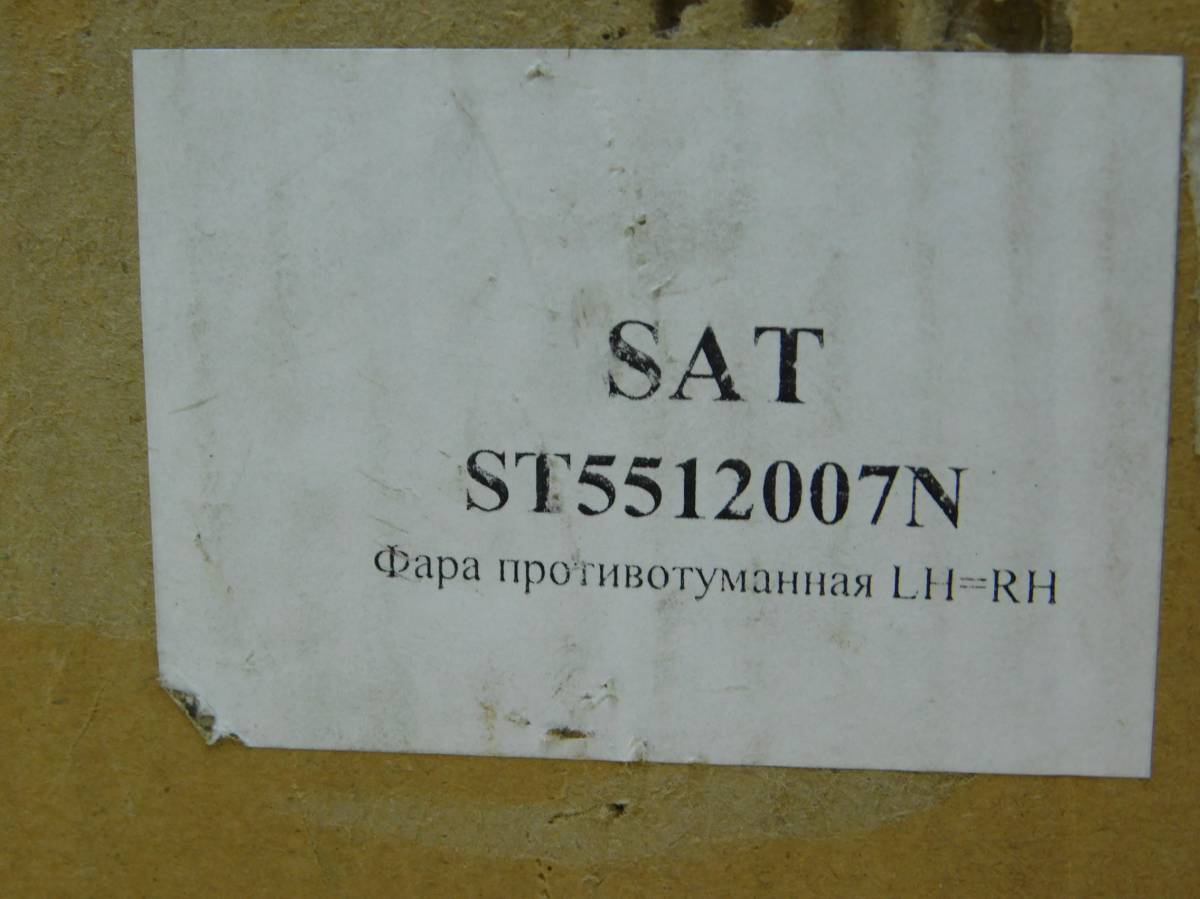 SAT
ST5512007N
Фара противотуманная LH=RH